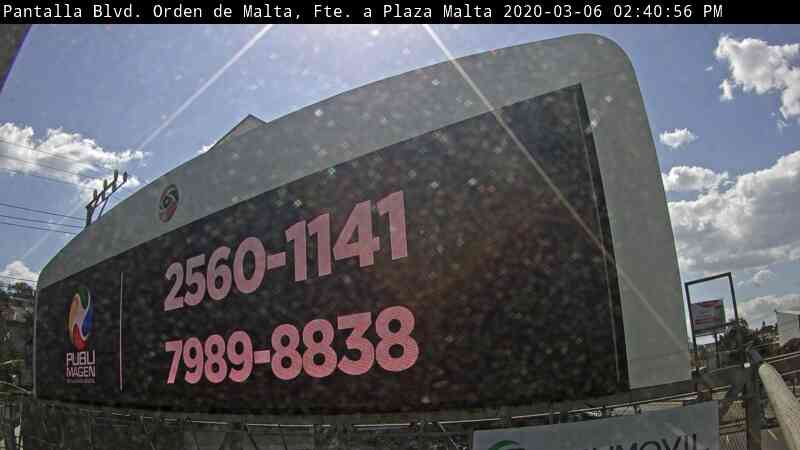 Pantalla Blvd. Orden de Malta, Fte. a Plaza Malta 2020-03-06 02:40:56 PM
2560-1141
7989-8838
PUBLI
MAGEN